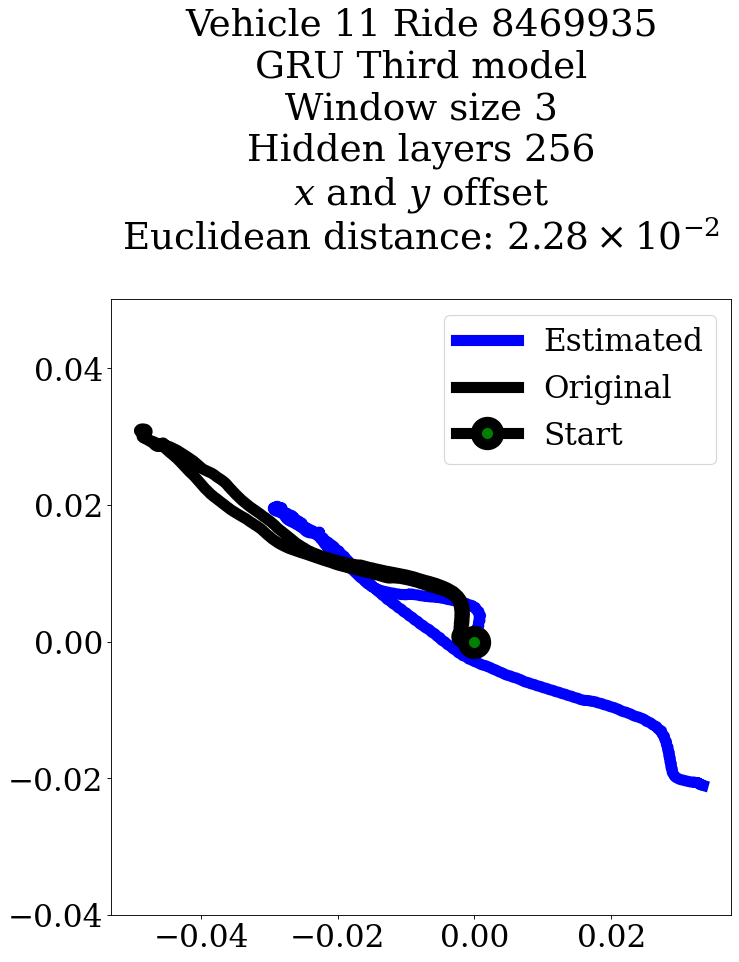 Vehicle 11 Ride 8469935
GRU Third model
Window size 3
Hidden layers 256
x and y offset
Euclidean distance: 2.28 × 10⁻²
Estimated
Original
Start
0.04
0.02
0.00
−0.02
−0.04
−0.04
−0.02
0.00
0.02